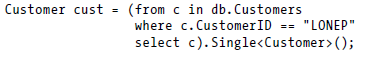 Customer cust = (from c in db.Customers
where c.CustomerID == "LONEP"
select c).Single<Customer>();